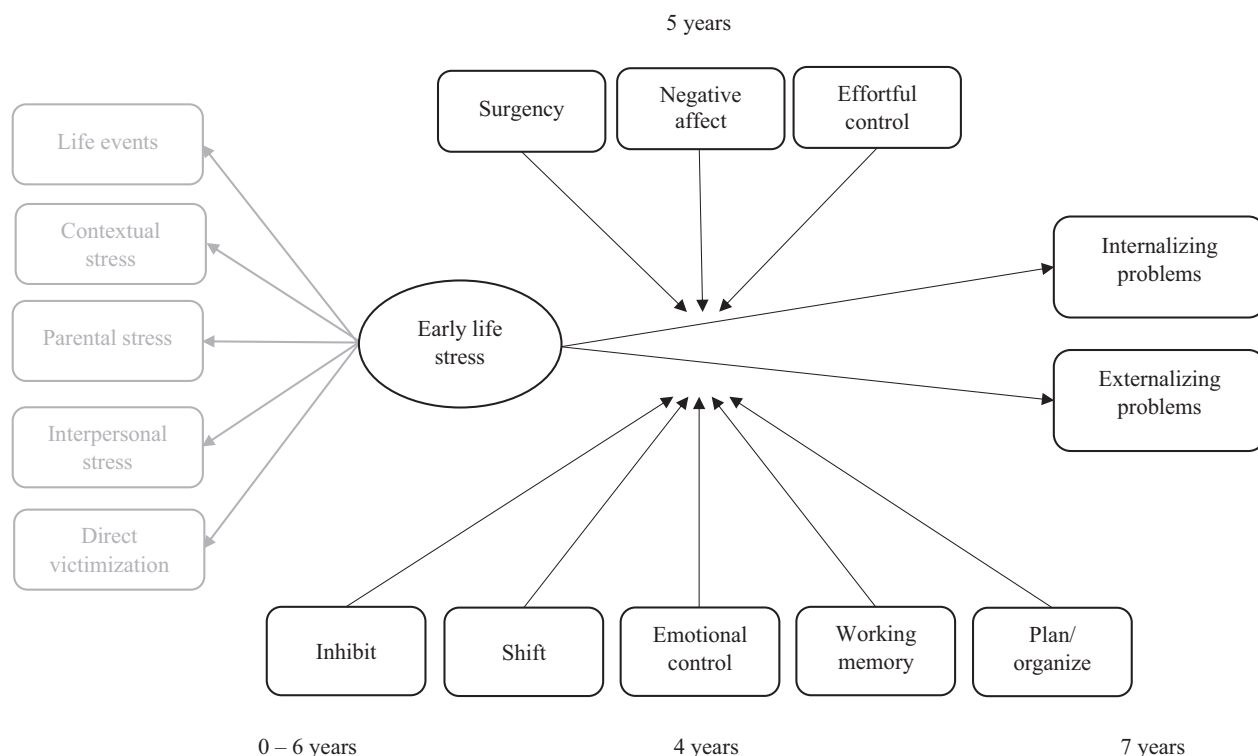 5 years
Surgency
Negative
affect
Effortful
control
Life events
Contextual
stress
Parental stress
Interpersonal
stress
Direct
victimization
Early life
stress
Internalizing
problems
Externalizing
problems
Inhibit
Shift
Emotional
control
Working
memory
Plan/
organize
0 – 6 years
4 years
7 years